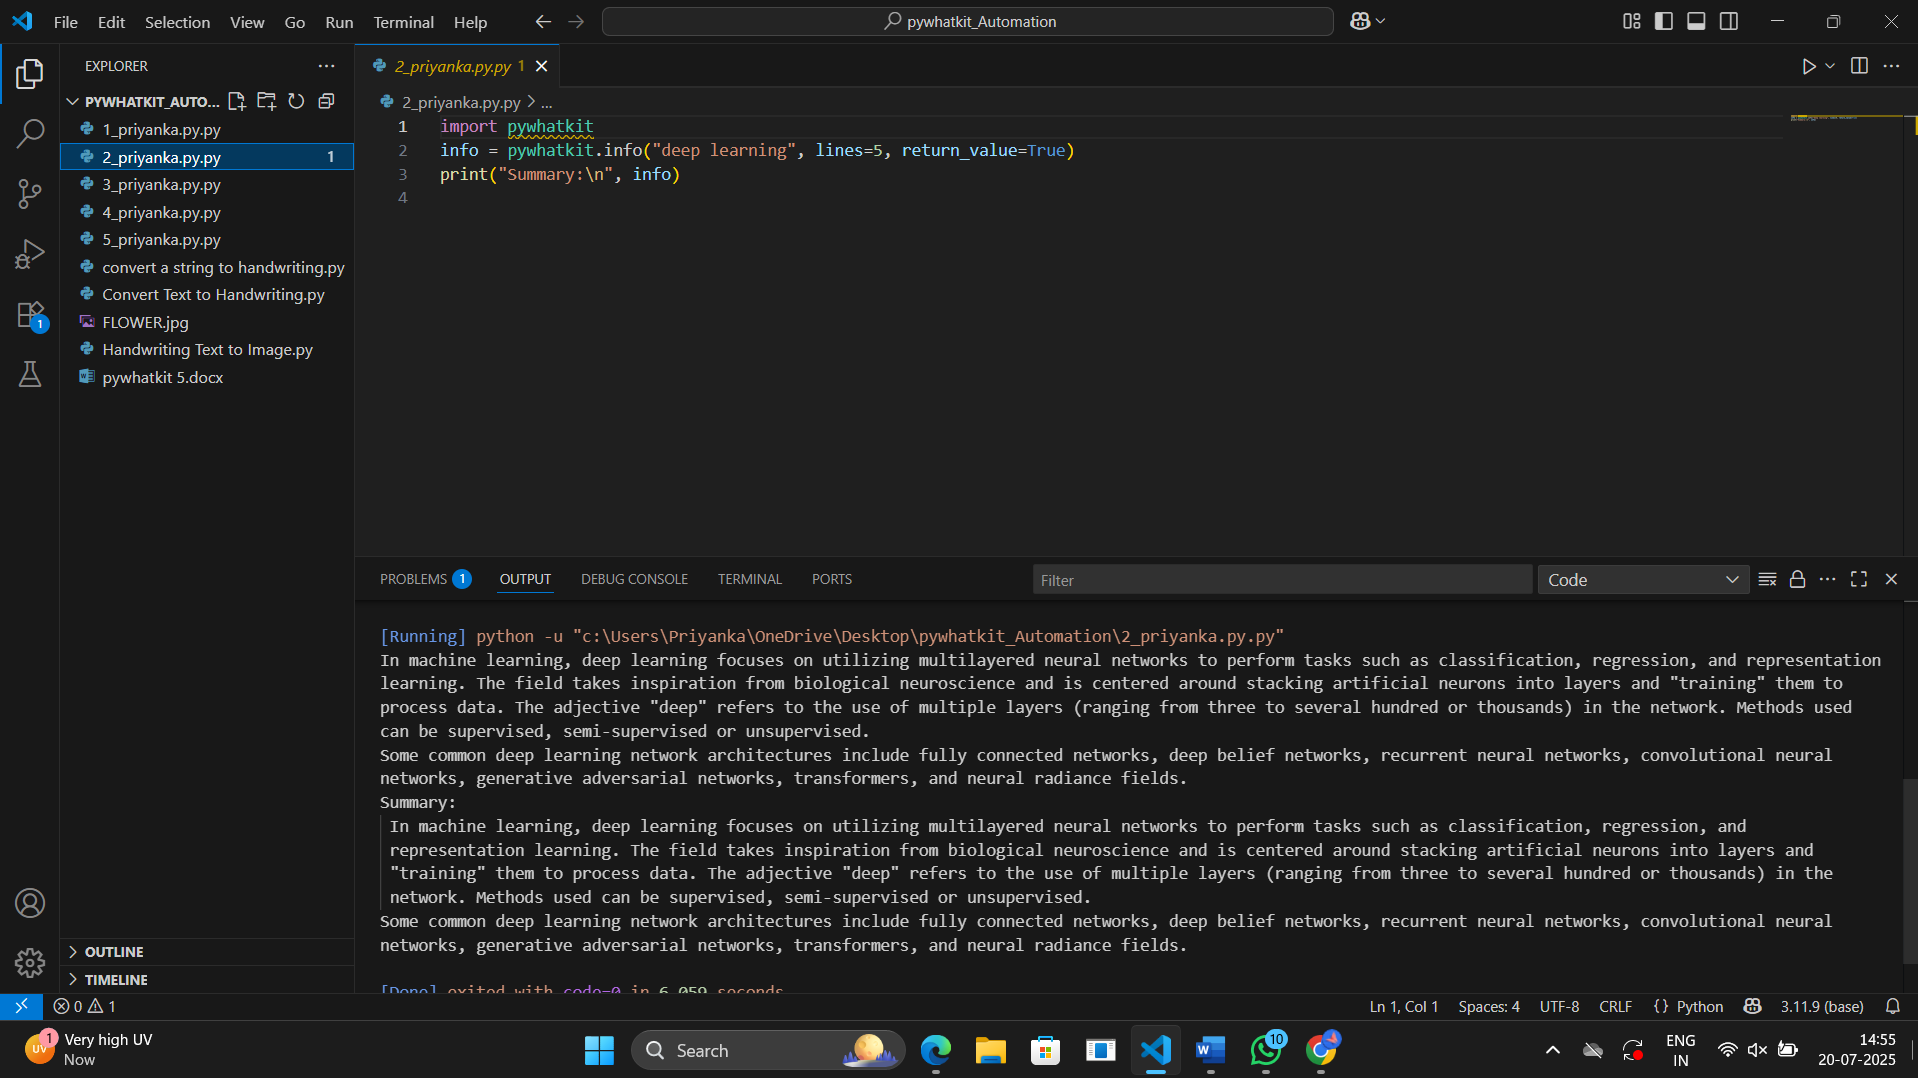 File Edit Selection View Go Run Terminal Help
pywhatkit_Automation
EXPLORER
PYWHATKIT_AUTO...
1_priyanka.py.py
2_priyanka.py.py 1
3_priyanka.py.py
4_priyanka.py.py
5_priyanka.py.py
convert a string to handwriting.py
Convert Text to Handwriting.py
FLOWER.jpg
Handwriting Text to Image.py
pywhatkit 5.docx
1
OUTLINE
TIMELINE
2_priyanka.py.py 1
2_priyanka.py.py > ...
1 import pywhatkit
2 info = pywhatkit.info("deep learning", lines=5, return_value=True)
3 print("Summary:\n", info)
4
PROBLEMS 1 OUTPUT DEBUG CONSOLE TERMINAL PORTS
Filter
Code
[Running] python -u "c:\Users\Priyanka\OneDrive\Desktop\pywhatkit_Automation\2_priyanka.py.py"
In machine learning, deep learning focuses on utilizing multilayered neural networks to perform tasks such as classification, regression, and representation
learning. The field takes inspiration from biological neuroscience and is centered around stacking artificial neurons into layers and "training" them to
process data. The adjective "deep" refers to the use of multiple layers (ranging from three to several hundred or thousands) in the network. Methods used
can be supervised, semi-supervised or unsupervised.
Some common deep learning network architectures include fully connected networks, deep belief networks, recurrent neural networks, convolutional neural
networks, generative adversarial networks, transformers, and neural radiance fields.
Summary:
In machine learning, deep learning focuses on utilizing multilayered neural networks to perform tasks such as classification, regression, and
representation learning. The field takes inspiration from biological neuroscience and is centered around stacking artificial neurons into layers and
"training" them to process data. The adjective "deep" refers to the use of multiple layers (ranging from three to several hundred or thousands) in the
network. Methods used can be supervised, semi-supervised or unsupervised.
Some common deep learning network architectures include fully connected networks, deep belief networks, recurrent neural networks, convolutional neural
networks, generative adversarial networks, transformers, and neural radiance fields.
[Done] exited with code=0 in 6.059 seconds
0 1
Ln 1, Col 1 Spaces: 4 UTF-8 CRLF {} Python 3.11.9 (base)
UV 1
Very high UV
Now
Search
10
ENG
IN
14:55
20-07-2025